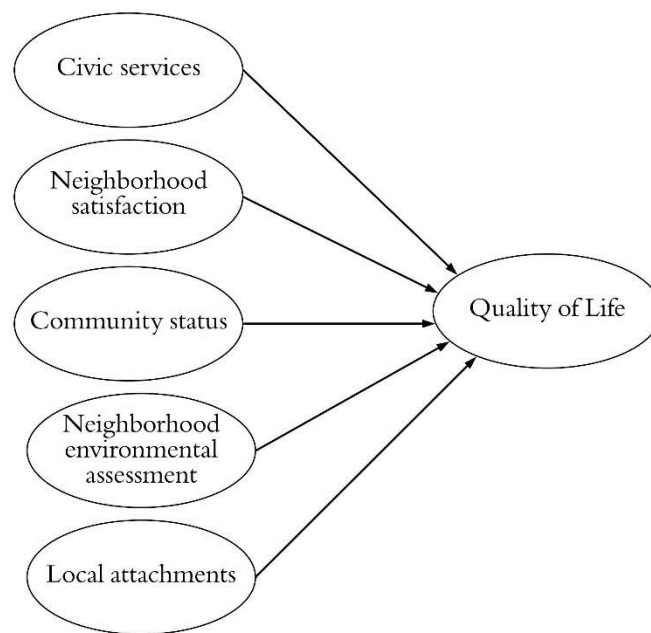 Civic services
Neighborhood
satisfaction
Community status
Neighborhood
environmental
assessment
Local attachments
Quality of Life